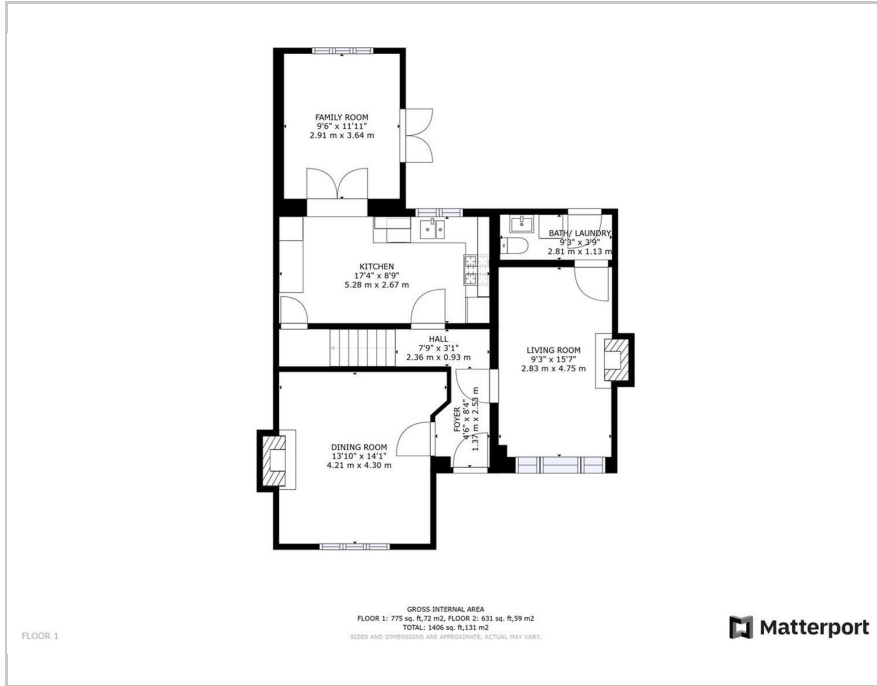 FAMILY ROOM
9'6" x 11'11"
2.91 m x 3.64 m
BATH/ LAUNDRY
9'3" x 3'9"
2.81 m x 1.13 m
KITCHEN
17'4" x 8'9"
5.28 m x 2.67 m
HALL
7'9" x 3'1"
2.36 m x 0.93 m
LIVING ROOM
9'3" x 15'7"
2.83 m x 4.75 m
FOYER
4'6" x 8'4"
1.37 m x 2.53 m
DINING ROOM
13'10" x 14'1"
4.21 m x 4.30 m
GROSS INTERNAL AREA
FLOOR 1: 775 sq. ft,72 m2, FLOOR 2: 631 sq. ft,59 m2
TOTAL: 1406 sq. ft,131 m2
SIZES AND DIMENSIONS ARE APPROXIMATE, ACTUAL MAY VARY.
FLOOR 1
Matterport